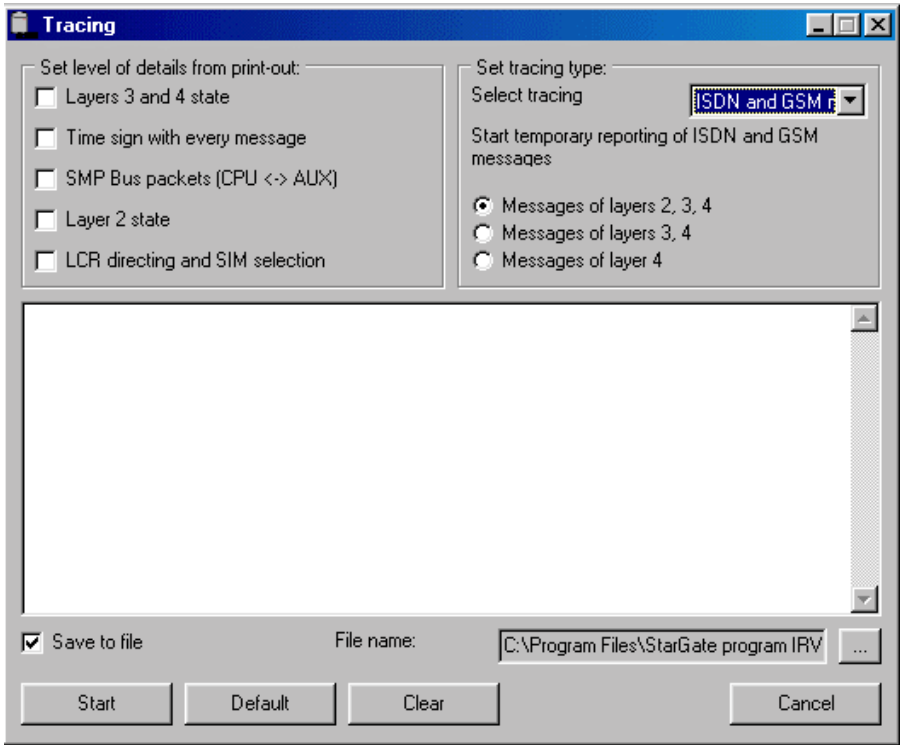 Tracing
Set level of details from print-out:
Layers 3 and 4 state
Time sign with every message
SMP Bus packets (CPU <-> AUX)
Layer 2 state
LCR directing and SIM selection
Set tracing type:
Select tracing
ISDN and GSM r
Start temporary reporting of ISDN and GSM
messages
Messages of layers 2, 3, 4
Messages of layers 3, 4
Messages of layer 4
Save to file
File name:
C:\Program Files\StarGate program IRV
...
Start
Default
Clear
Cancel